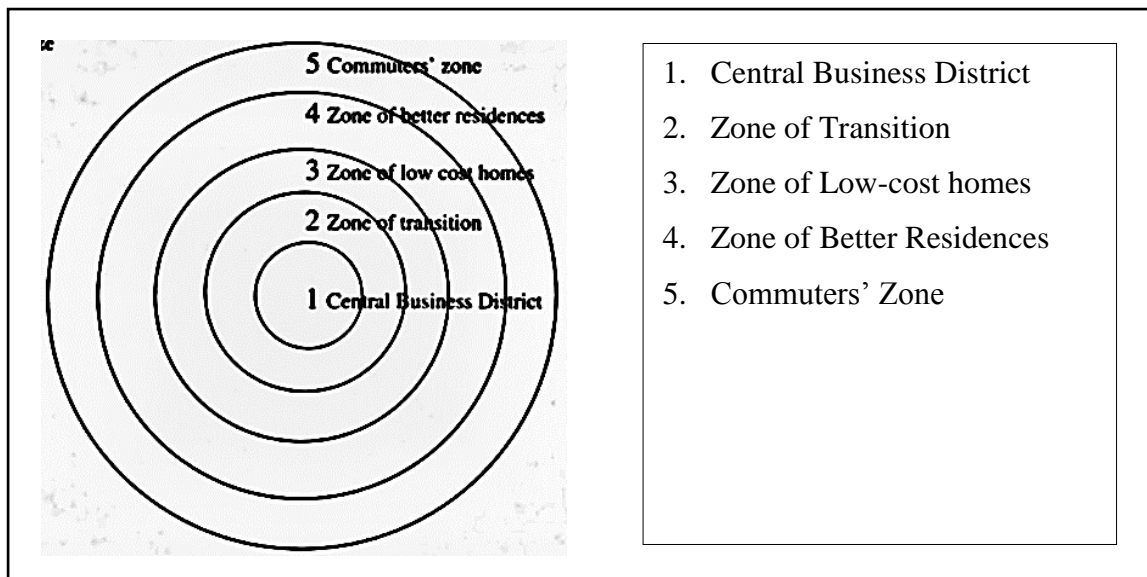 5 Commuters' zone
4 Zone of better residences
3 Zone of low cost homes
2 Zone of transition
1 Central Business District
1. Central Business District
2. Zone of Transition
3. Zone of Low-cost homes
4. Zone of Better Residences
5. Commuters' Zone